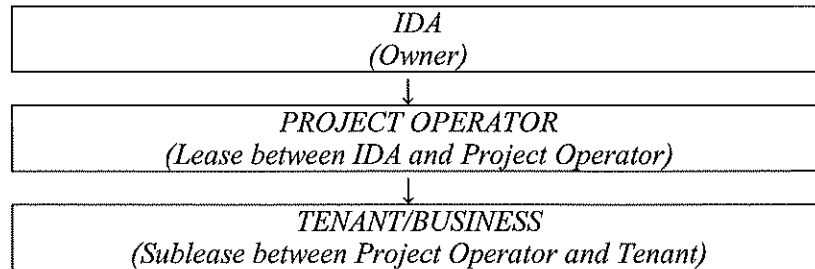 IDA
(Owner)
↓
PROJECT OPERATOR
(Lease between IDA and Project Operator)
↓
TENANT/BUSINESS
(Sublease between Project Operator and Tenant)